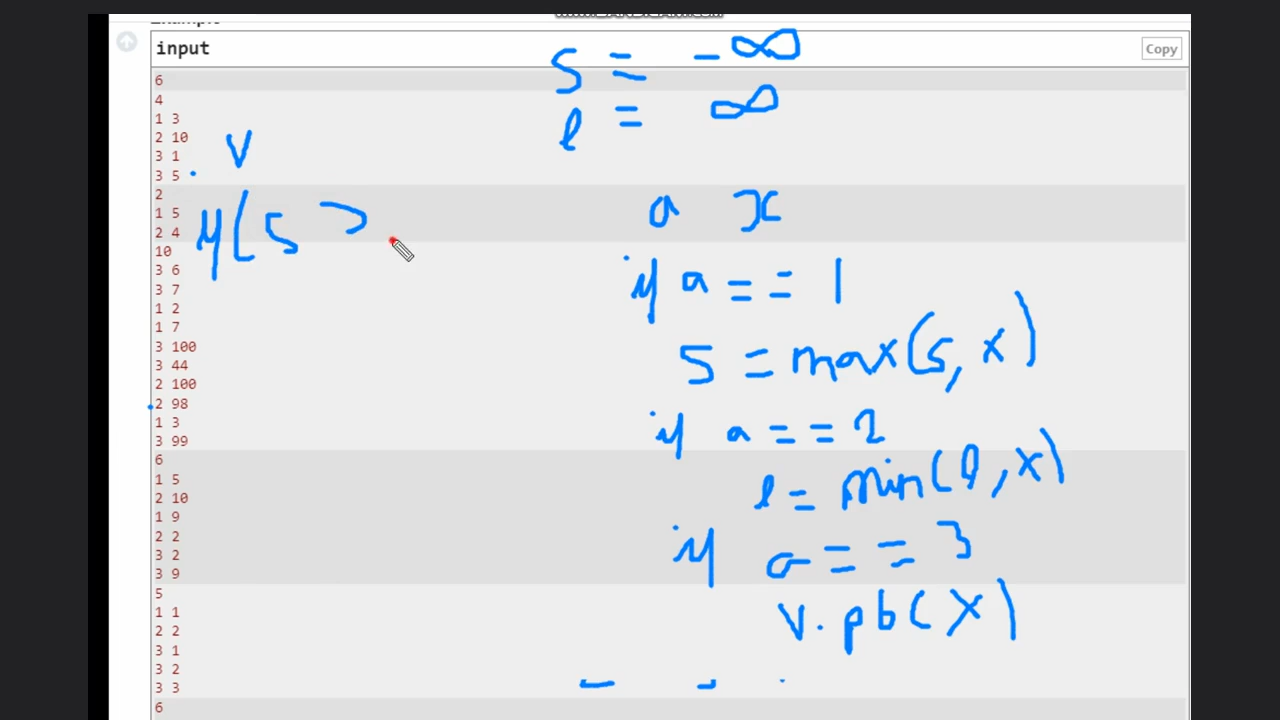 input
Copy
6
4
1 3
2 10
3 1
3 5
2
1 5
2 4
10
3 6
3 7
1 2
1 7
3 100
3 44
2 100
2 98
1 3
3 99
6
1 5
2 10
1 9
2 2
3 2
3 9
5
1 1
2 2
3 1
3 2
3 3
6
V
if (s >
s = -∞
l = ∞
a x
if a == 1
s = max(s, x)
if a == 2
l = min(l, x)
if a == 3
v.pb(x)